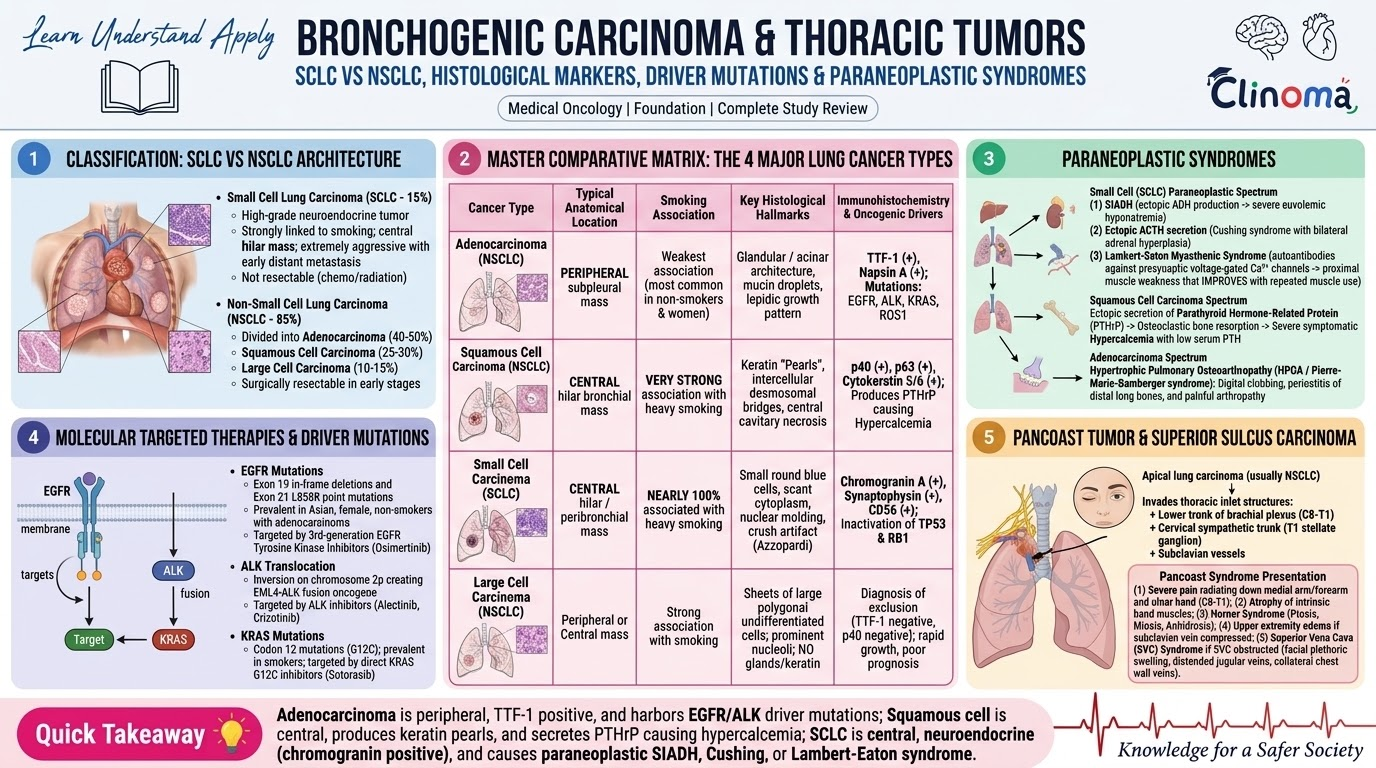 Learn Understand Apply
BRONCHOGENIC CARCINOMA & THORACIC TUMORS
SCLC VS NSCLC, HISTOLOGICAL MARKERS, DRIVER MUTATIONS & PARANEOPLASTIC SYNDROMES
Medical Oncology | Foundation | Complete Study Review
Clinoma
1 CLASSIFICATION: SCLC VS NSCLC ARCHITECTURE
• Small Cell Lung Carcinoma (SCLC - 15%)
○ High-grade neuroendocrine tumor
○ Strongly linked to smoking; central
hilar mass; extremely aggressive with
early distant metastasis
○ Not resectable (chemo/radiation)
• Non-Small Cell Lung Carcinoma
(NSCLC - 85%)
○ Divided into Adenocarcinoma (40-50%)
○ Squamous Cell Carcinoma (25-30%)
○ Large Cell Carcinoma (10-15%)
○ Surgically resectable in early stages
2 MASTER COMPARATIVE MATRIX: THE 4 MAJOR LUNG CANCER TYPES
Cancer Type
Typical
Anatomical
Location
Smoking
Association
Key Histological
Hallmarks
Immunohistochemistry
& Oncogenic Drivers
Adenocarcinoma
(NSCLC)
PERIPHERAL
subpleural
mass
Weakest
association
(most common
in non-smokers
& women)
Glandular / acinar
architecture,
mucin droplets,
lepidic growth
pattern
TTF-1 (+),
Napsin A (+);
Mutations:
EGFR, ALK, KRAS,
ROS1
Squamous Cell
Carcinoma (NSCLC)
CENTRAL
hilar bronchial
mass
VERY STRONG
association with
heavy smoking
Keratin "Pearls",
intercellular
desmosomal
bridges, central
cavitary necrosis
p40 (+), p63 (+),
Cytokerstin S/6 (+);
Produces PTHrP
causing
Hypercalcemia
Small Cell
Carcinoma
(SCLC)
CENTRAL
hilar /
peribronchial
mass
NEARLY 100%
associated with
heavy smoking
Small round blue
cells, scant
cytoplasm,
nuclear molding,
crush artifact
(Azzopardi)
Chromogranin A (+),
Synaptophysin (+),
CD56 (+);
Inactivation of TP53
& RB1
Large Cell
Carcinoma
(NSCLC)
Peripheral or
Central mass
Strong
association
with smoking
Sheets of large
polygonal
undifferentiated
cells; prominent
nucleoli; NO
glands/keratin
Diagnosis of
exclusion
(TTF-1 negative,
p40 negative); rapid
growth, poor
prognosis
3 PARANEOPLASTIC SYNDROMES
Small Cell (SCLC) Paraneoplastic Spectrum
(1) SIADH (ectopic ADH production -> severe euvolemic
hyponatremia)
(2) Ectopic ACTH secretion (Cushing syndrome with bilateral
adrenal hyperplasia)
(3) Lamkert-Saton Myasthenic Syndrome (autoantibodies
against presyuaptic voltage-gated Ca²⁺ channels -> proximal
muscle weakness that IMPROVES with repeated muscle use)
Squamous Cell Carcinoma Spectrum
Ectopic secretion of Parathyroid Hormone-Related Protein
(PTHrP) -> Osteoclastic bone resorption -> Severe symptomatic
Hypercalcemia with low serum PTH
Adenocarcinoma Spectrum
Hypertrophic Pulmonary Osteoartlnopathy (HPGA / Pierre-
Marie-Samberger syndrome): Digital clobbing, periostitis of
distal long bones, and painful arthropathy
4 MOLECULAR TARGETED THERAPIES & DRIVER MUTATIONS
EGFR
membrane
targets
Target
ALK
fusion
KRAS
• EGFR Mutations
○ Exon 19 in-frame deletions and
Exon 21 L858R point mutations
○ Prevalent in Asian, female, non-smokers
with adenocarainoms
○ Targeted by 3rd-generation EGFR
Tyrosine Kinase Inhibitors (Osimertinib)
• ALK Translocation
○ Inversion on chromosome 2p creating
EML4-ALK fusion oncogene
○ Targeted by ALK inhibitors (Alectinib,
Crizotinib)
• KRAS Mutations
○ Codon 12 mutations (G12C); prevalent
in smokers; targeted by direct KRAS
G12C inhibitors (Sotorasib)
5 PANCOAST TUMOR & SUPERIOR SULCUS CARCINOMA
Apical lung carcinoma (usually NSCLC)
Invades thoracic inlet structures:
+ Lower tronk of brachial plexus (C8-T1)
+ Cervical sympathetic trunk (T1 stellate
ganglion)
+ Subclavian vessels
Pancoast Syndrome Presentation
(1) Severe pain radiating down medial arm/forearm
and olnar hand (C8-T1); (2) Atrophy of intrinsic
band muscles; (3) Horner Syndrome (Ptosis,
Miosis, Anhidrosis); (4) Upper extremity edema if
subclavien vein compressed; (S) Soperior Vena Cava
(SVC) Syndrome if 5VC obstructed (facial plethoric
swelling, distended jugular veins, collateral chest
wall veins).
Quick Takeaway
Adenocarcinoma is peripheral, TTF-1 positive, and harbors EGFR/ALK driver mutations; Squamous cell is
central, produces keratin pearls, and secretes PTHrP causing hypercalcemia; SCLC is central, neuroendocrine
(chromogranin positive), and causes paraneoplastic SIADH, Cushing, or Lambert-Eaton syndrome.
Knowledge for a Safer Society